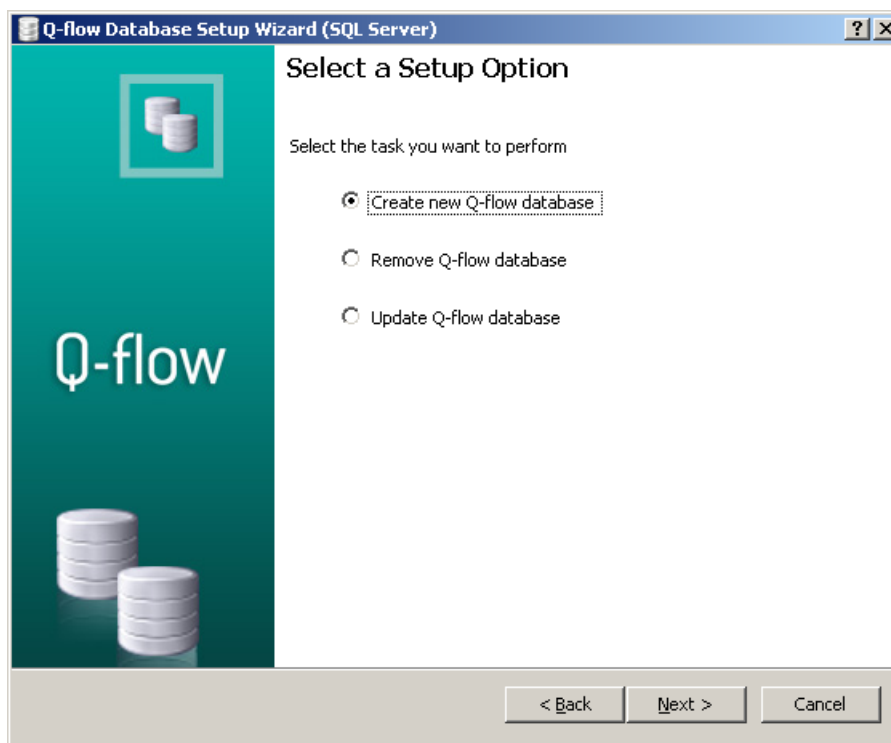 Q-flow Database Setup Wizard (SQL Server)
Select a Setup Option
Select the task you want to perform
Create new Q-flow database
Remove Q-flow database
Update Q-flow database
Q-flow
< Back Next > Cancel